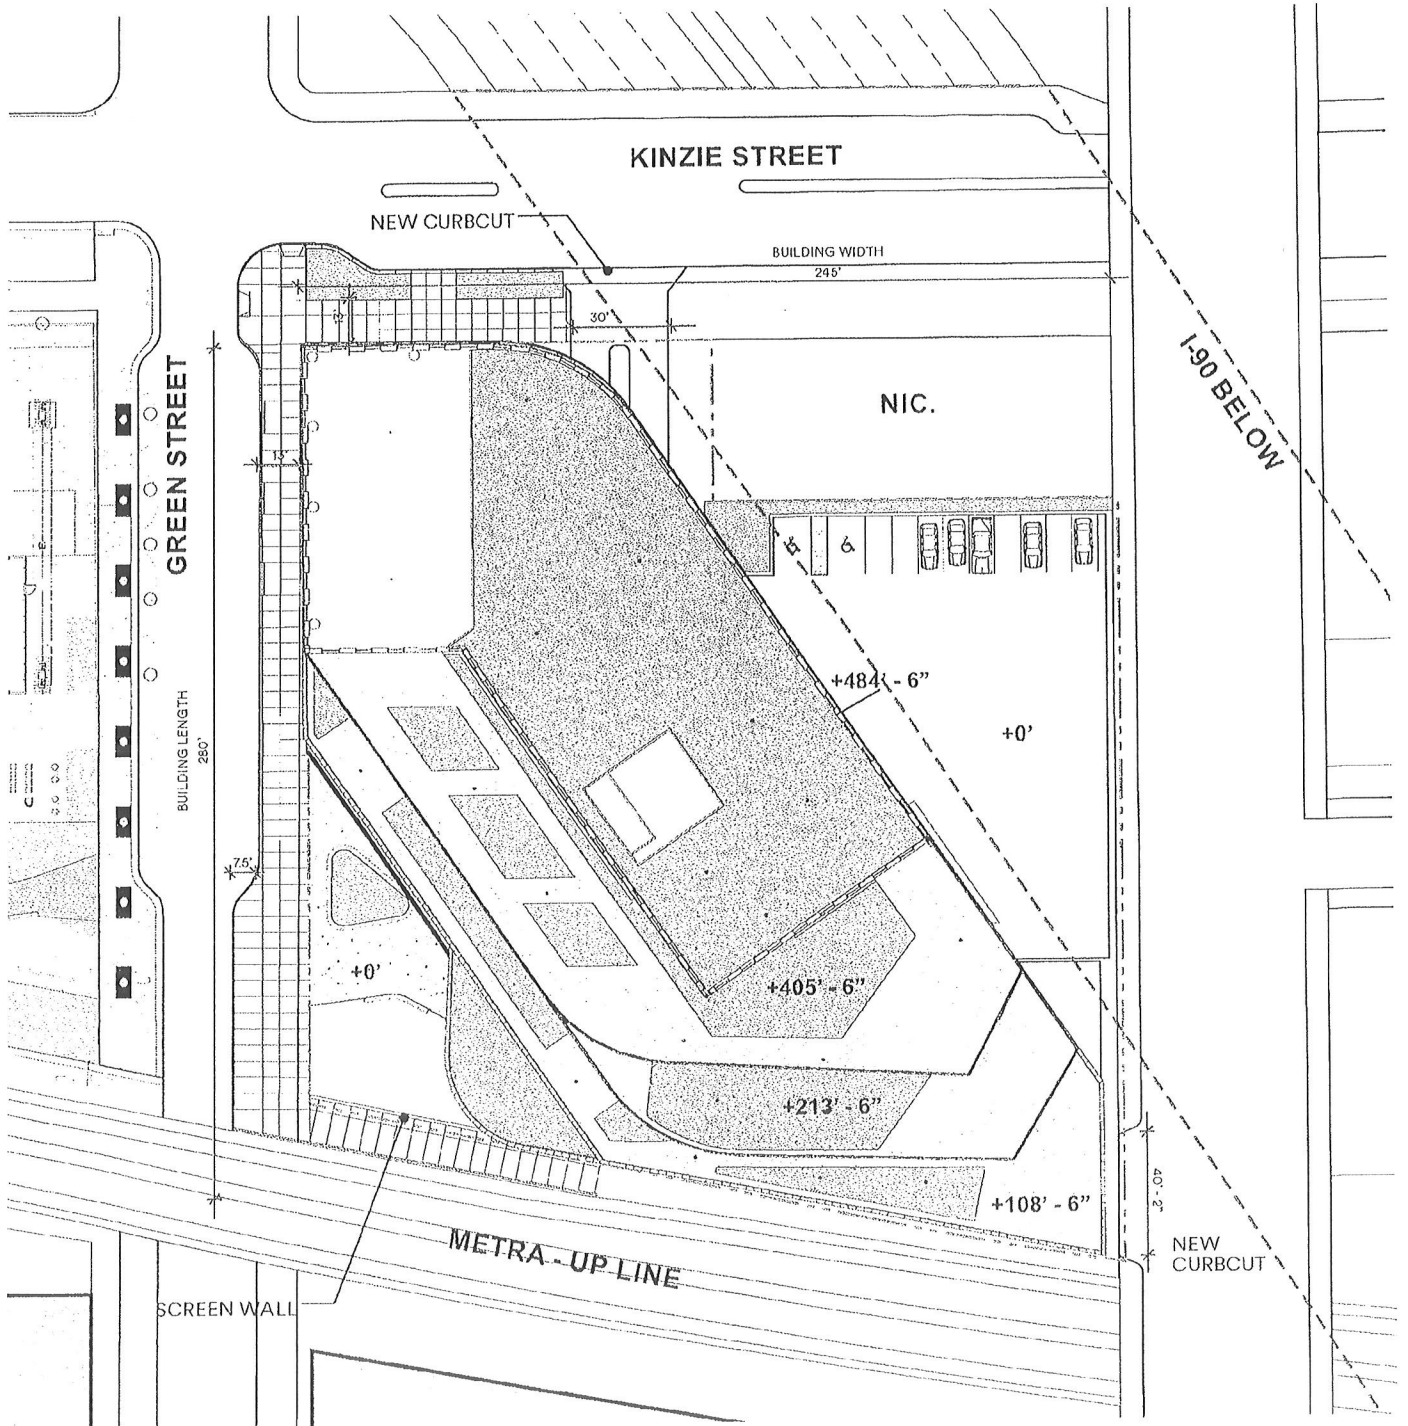 KINZIE STREET
NEW CURBCUT
BUILDING WIDTH
245'
30'
I-90 BELOW
NIC.
GREEN STREET
15'
+484' - 6"
+0'
BUILDING LENGTH
280'
7.5'
+0'
+405' - 6"
+213' - 6"
+108' - 6"
40' - 2"
METRA - UP LINE
NEW
CURBCUT
SCREEN WALL